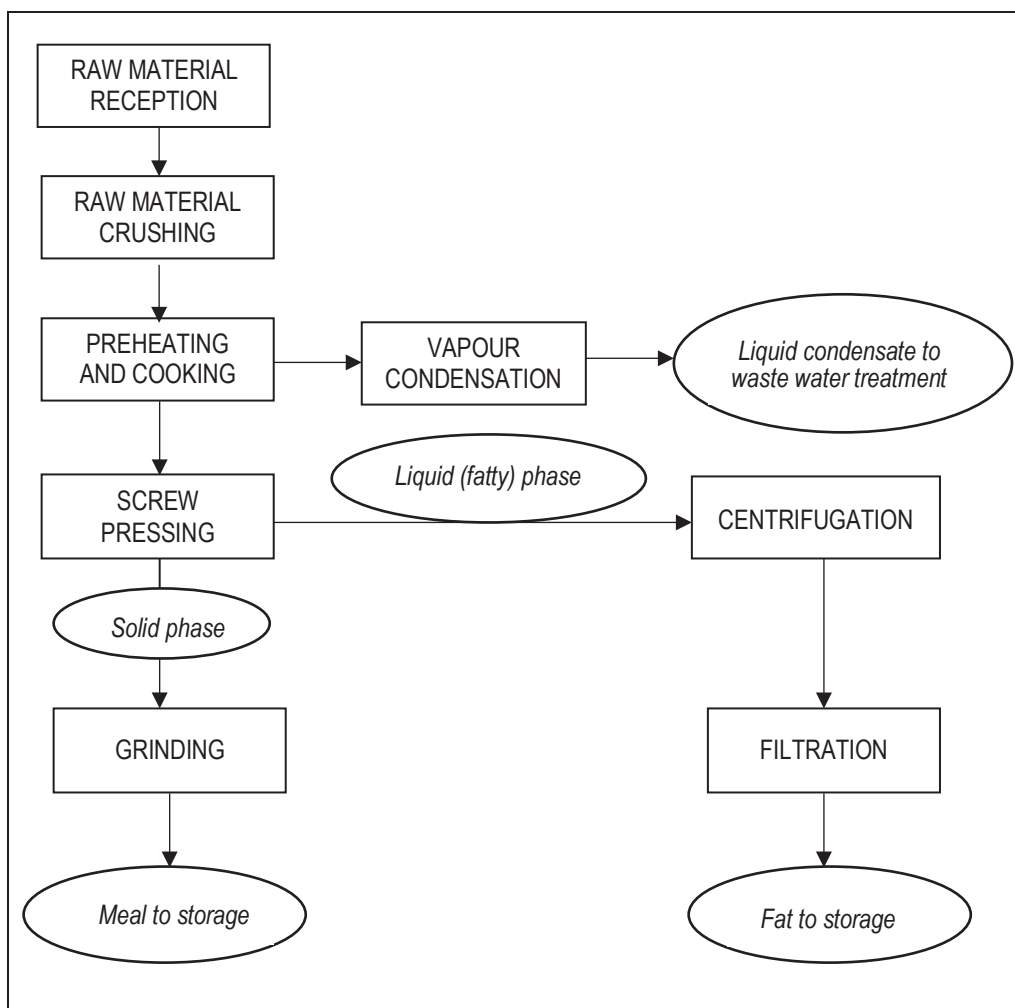 RAW MATERIAL
RECEPTION
RAW MATERIAL
CRUSHING
PREHEATING
AND COOKING
VAPOUR
CONDENSATION
Liquid condensate to
waste water treatment
Liquid (fatty) phase
SCREW
PRESSING
CENTRIFUGATION
Solid phase
GRINDING
FILTRATION
Meal to storage
Fat to storage